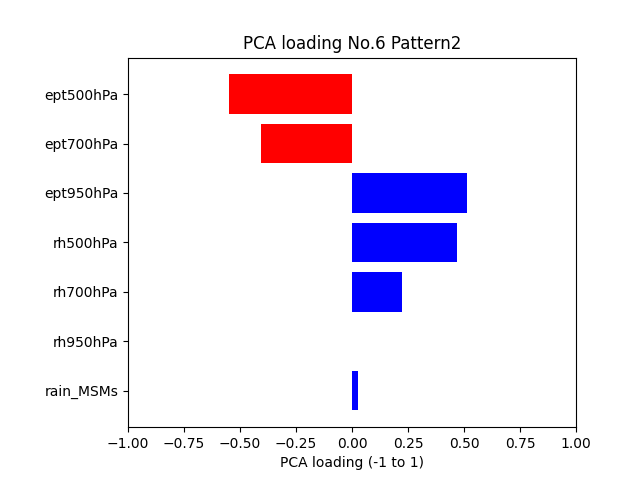 PCA loading No.6 Pattern2
ept500hPa
ept700hPa
ept950hPa
rh500hPa
rh700hPa
rh950hPa
rain_MSMs
−1.00 −0.75 −0.50 −0.25 0.00 0.25 0.50 0.75 1.00
PCA loading (-1 to 1)